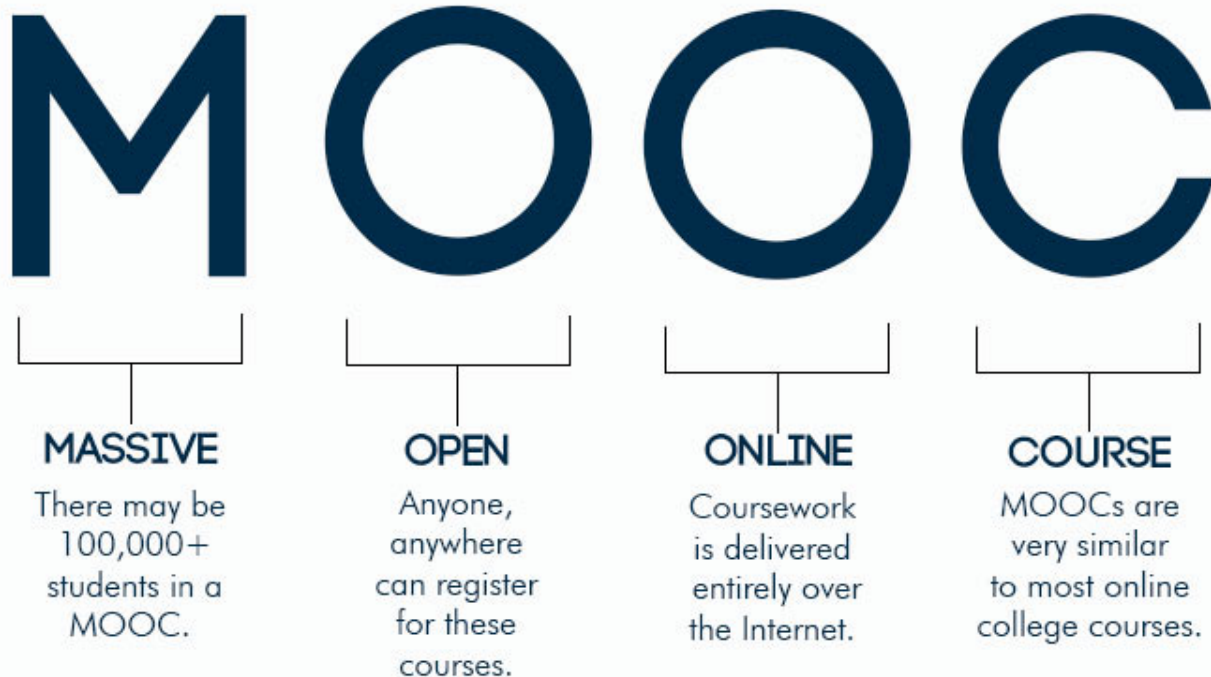 MOOC
MASSIVE
There may be
100,000+
students in a
MOOC.
OPEN
Anyone,
anywhere
can register
for these
courses.
ONLINE
Coursework
is delivered
entirely over
the Internet.
COURSE
MOOCs are
very similar
to most online
college courses.